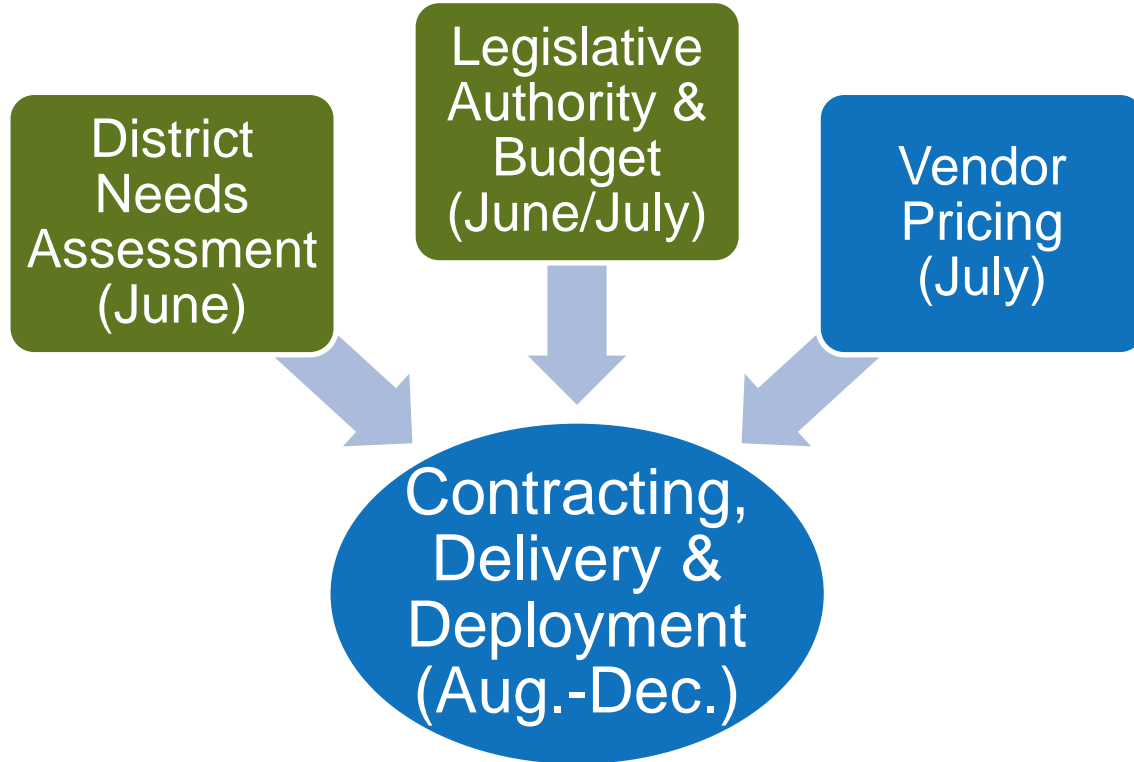 District
Needs
Assessment
(June)
Legislative
Authority &
Budget
(June/July)
Vendor
Pricing
(July)
Contracting,
Delivery &
Deployment
(Aug.-Dec.)